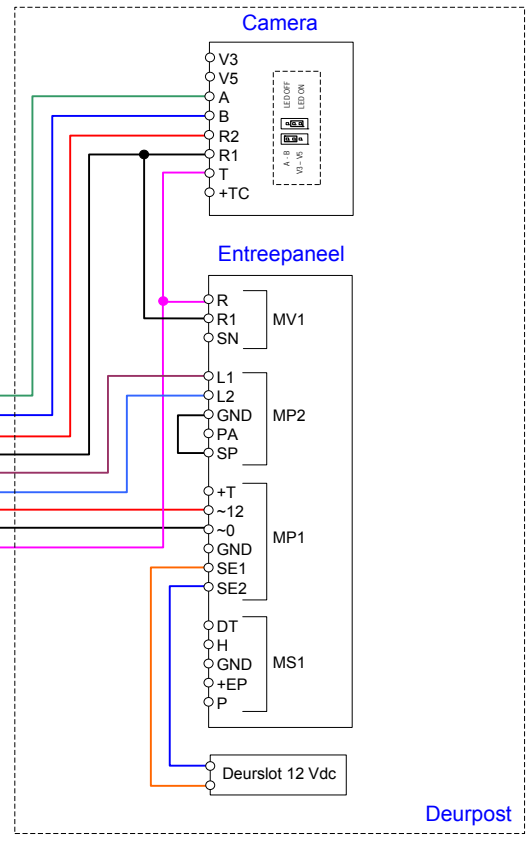 Camera
V3
V5
A
B
R2
R1
T
+TC
LED OFF
LED ON
A - B
V3 – V5
Entreepaneel
R
R1
SN
MV1
L1
L2
GND
PA
SP
MP2
+T
~12
~0
GND
SE1
SE2
MP1
DT
H
GND
+EP
P
MS1
Deurslot 12 Vdc
Deurpost